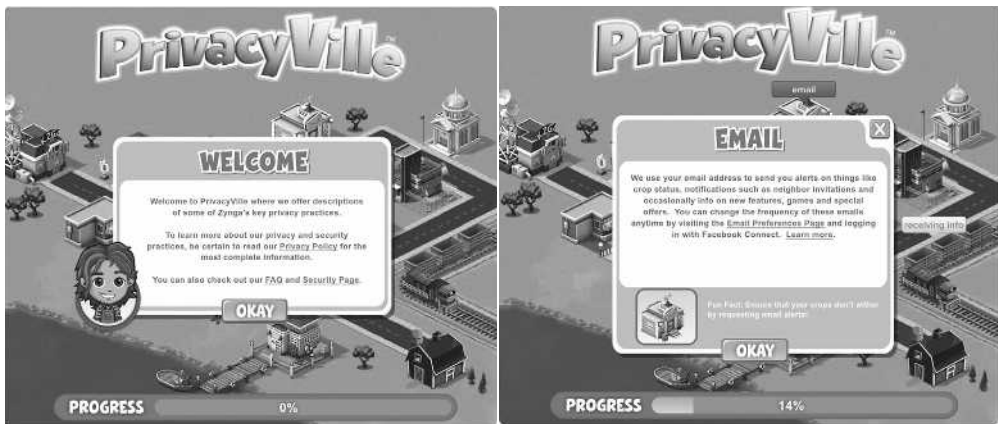 PrivacyVille™
WELCOME
Welcome to PrivacyVille where we offer descriptions
of some of Zynga's key privacy practices.
To learn more about our privacy and security
practices, be certain to read our Privacy Policy for the
most complete information.
You can also check out our FAQ and Security Page.
OKAY
PROGRESS 0%
PrivacyVille™
email
EMAIL
X
We use your email address to send you alerts on things like
crop status, notifications such as neighbor invitations and
occasionally info on new features, games and special
offers. You can change the frequency of these emails
anytime by visiting the Email Preferences Page and logging
in with Facebook Connect. Learn more.
receiving info
Fun Fact: Ensure that your crops don't wither
by requesting email alerts!
OKAY
PROGRESS 14%